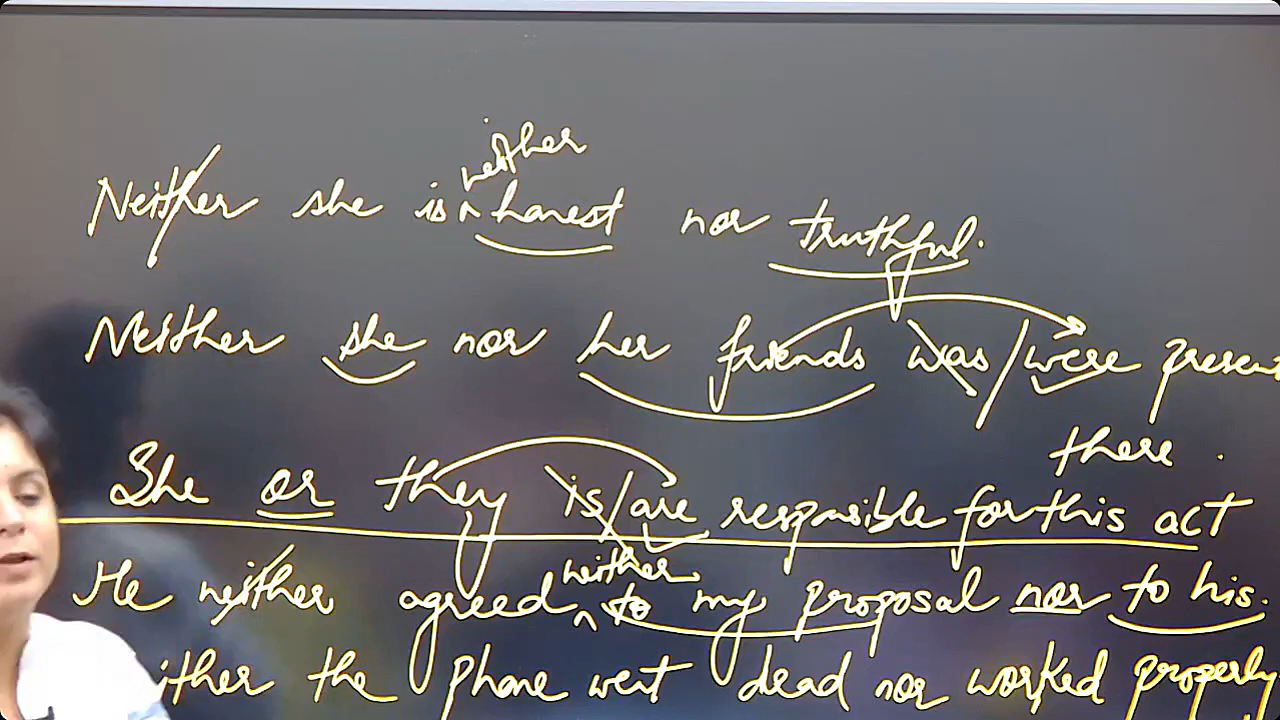 neither
Neither she is ^ honest nor truthful.
Neither she nor her friends was/were present
there.
She or they is/are responsible for this act
neither
He neither agreed ^ to my proposal nor to his.
ither the phone went dead nor worked properly